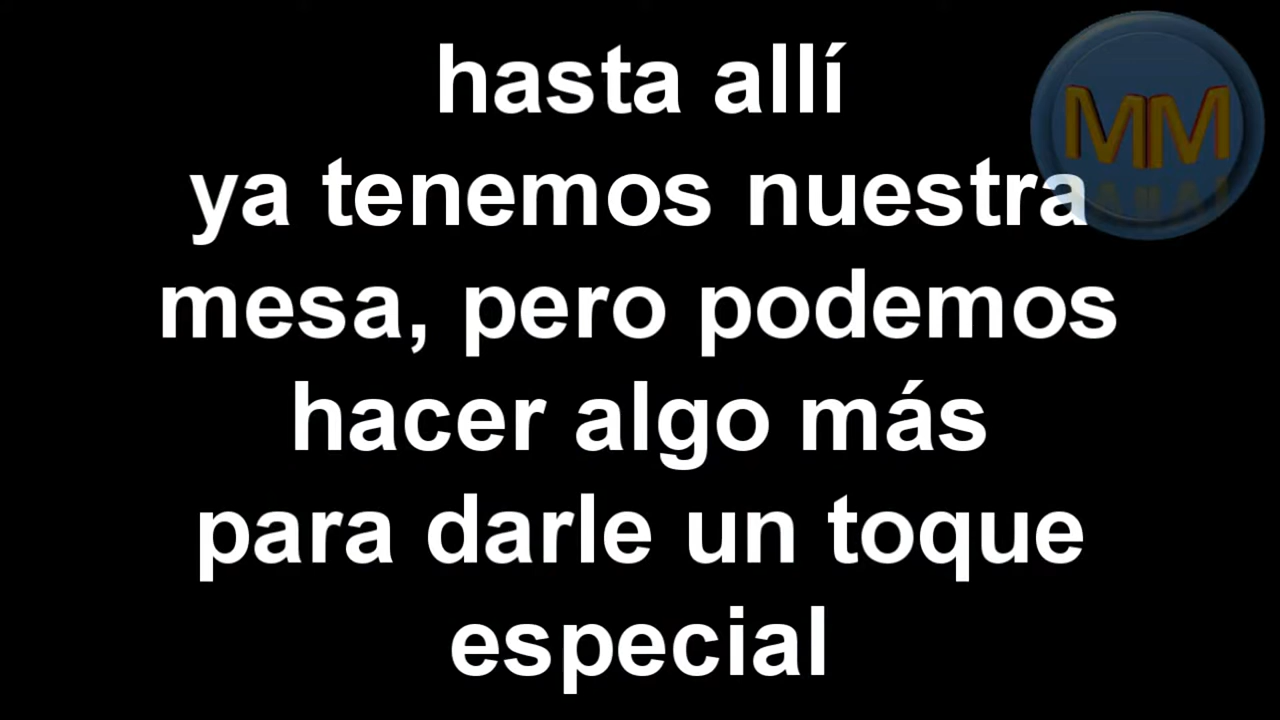 hasta allí
ya tenemos nuestra
mesa, pero podemos
hacer algo más
para darle un toque
especial
MM